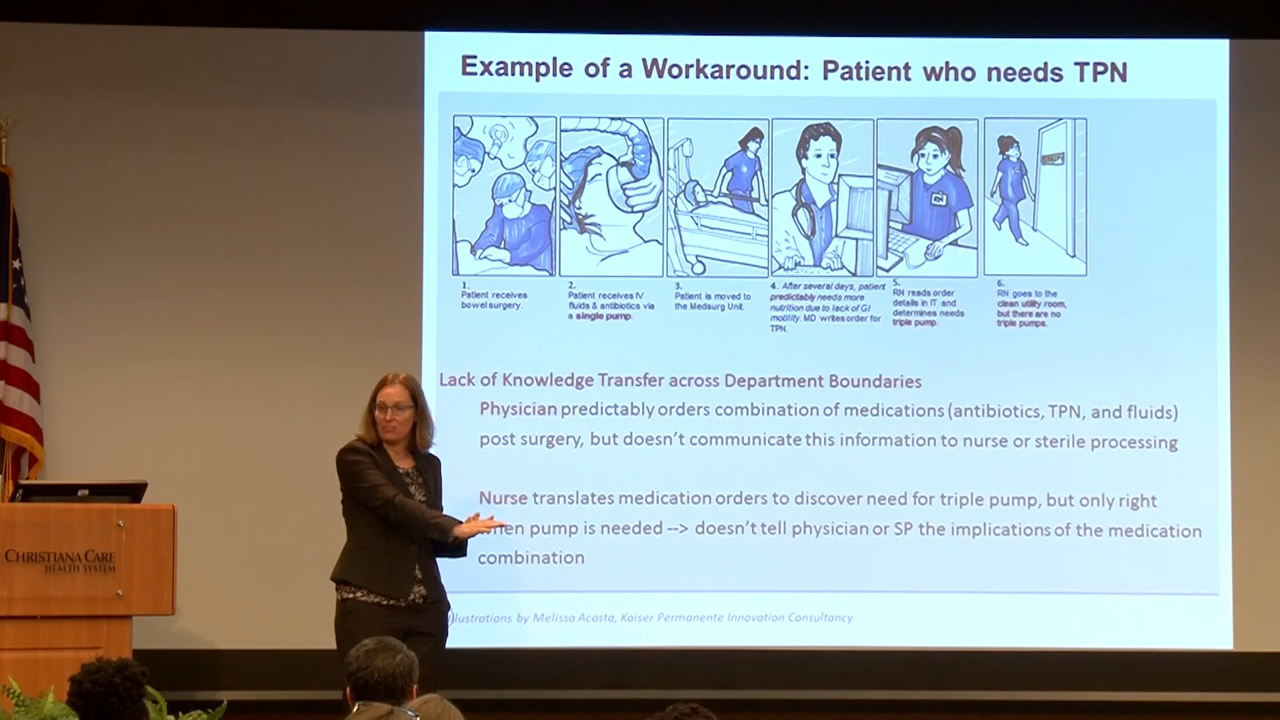 Example of a Workaround: Patient who needs TPN
1.
Patient receives
bowel surgery.
2.
Patient receives IV
fluids & antibiotics via
a single pump.
3.
Patient is moved to
the Medsurg Unit.
4. After several days, patient
predictably needs more
nutrition due to lack of GI
motility. MD writes order for
TPN.
5.
RN reads order
details in IT and
determines needs
triple pump.
6.
RN goes to the
clean utility room,
but there are no
triple pumps.
Lack of Knowledge Transfer across Department Boundaries
Physician predictably orders combination of medications (antibiotics, TPN, and fluids)
post surgery, but doesn't communicate this information to nurse or sterile processing
Nurse translates medication orders to discover need for triple pump, but only right
when pump is needed --> doesn't tell physician or SP the implications of the medication
combination
Illustrations by Melissa Acosta, Kaiser Permanente Innovation Consultancy
CHRISTIANA CARE
HEALTH SYSTEM